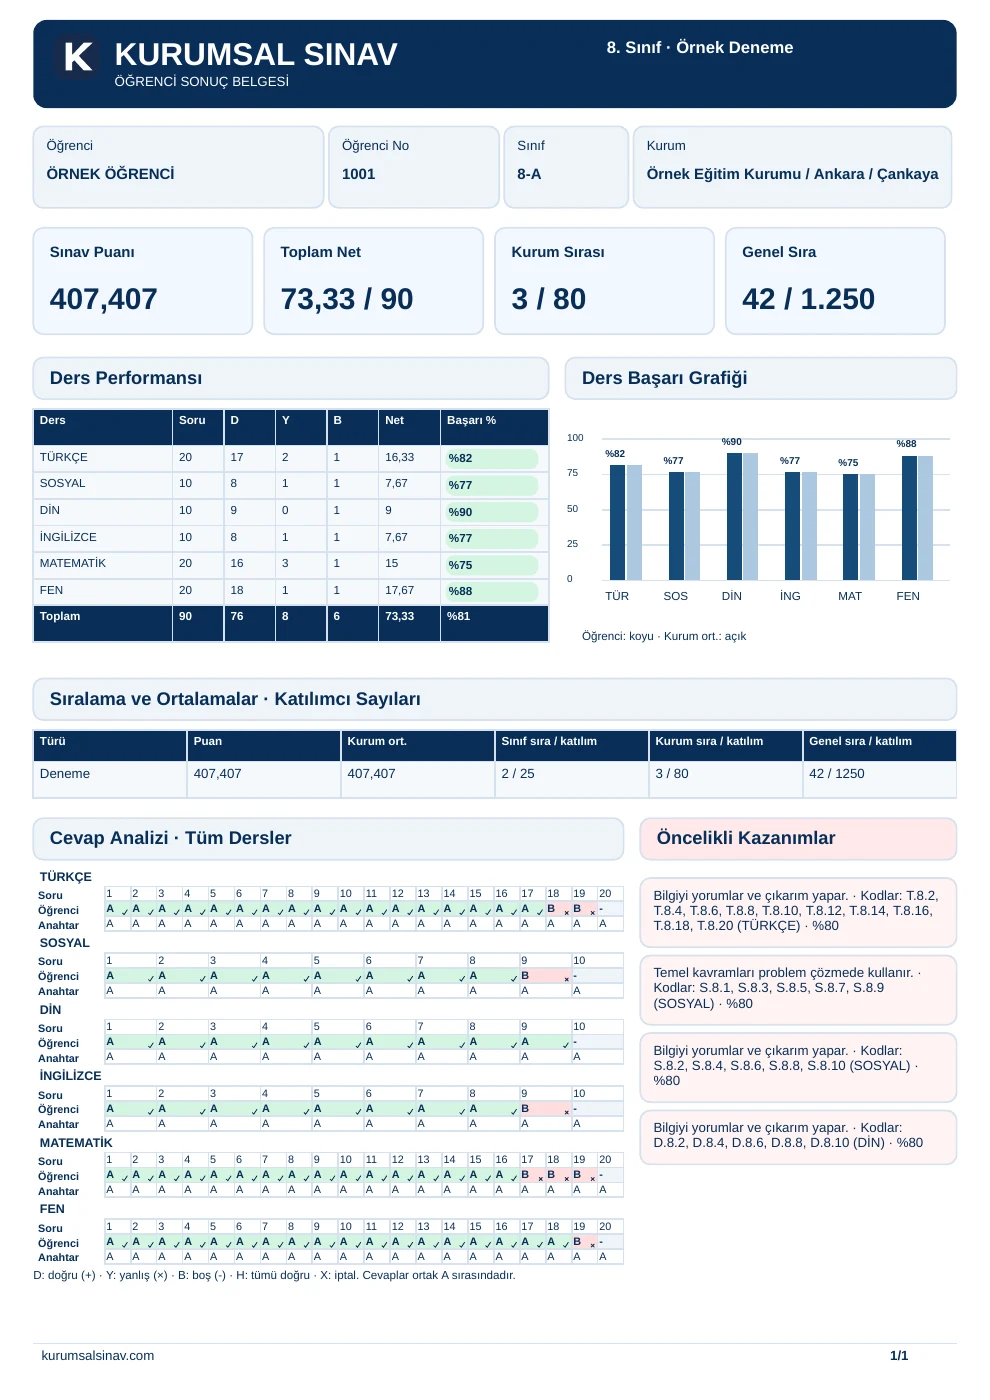 K KURUMSAL SINAV
ÖĞRENCİ SONUÇ BELGESİ
8. Sınıf · Örnek Deneme
Öğrenci
ÖRNEK ÖĞRENCİ
Öğrenci No
1001
Sınıf
8-A
Kurum
Örnek Eğitim Kurumu / Ankara / Çankaya
Sınav Puanı
407,407
Toplam Net
73,33 / 90
Kurum Sırası
3 / 80
Genel Sıra
42 / 1.250
Ders Performansı
Ders Soru D Y B Net Başarı %
TÜRKÇE 20 17 2 1 16,33 %82
SOSYAL 10 8 1 1 7,67 %77
DİN 10 9 0 1 9 %90
İNGİLİZCE 10 8 1 1 7,67 %77
MATEMATİK 20 16 3 1 15 %75
FEN 20 18 1 1 17,67 %88
Toplam 90 76 8 6 73,33 %81
Ders Başarı Grafiği
100
75
50
25
0
%82 %77 %90 %77 %75 %88
TÜR SOS DİN İNG MAT FEN
Öğrenci: koyu · Kurum ort.: açık
Sıralama ve Ortalamalar · Katılımcı Sayıları
Türü Puan Kurum ort. Sınıf sıra / katılım Kurum sıra / katılım Genel sıra / katılım
Deneme 407,407 407,407 2 / 25 3 / 80 42 / 1250
Cevap Analizi · Tüm Dersler
TÜRKÇE
Soru 1 2 3 4 5 6 7 8 9 10 11 12 13 14 15 16 17 18 19 20
Öğrenci A ✓ A ✓ A ✓ A ✓ A ✓ A ✓ A ✓ A ✓ A ✓ A ✓ A ✓ A ✓ A ✓ A ✓ A ✓ A ✓ A ✓ B × B × -
Anahtar A A A A A A A A A A A A A A A A A A A A
SOSYAL
Soru 1 2 3 4 5 6 7 8 9 10
Öğrenci A ✓ A ✓ A ✓ A ✓ A ✓ A ✓ A ✓ A ✓ B × -
Anahtar A A A A A A A A A A
DİN
Soru 1 2 3 4 5 6 7 8 9 10
Öğrenci A ✓ A ✓ A ✓ A ✓ A ✓ A ✓ A ✓ A ✓ A ✓ -
Anahtar A A A A A A A A A A
İNGİLİZCE
Soru 1 2 3 4 5 6 7 8 9 10
Öğrenci A ✓ A ✓ A ✓ A ✓ A ✓ A ✓ A ✓ A ✓ B × -
Anahtar A A A A A A A A A A
MATEMATİK
Soru 1 2 3 4 5 6 7 8 9 10 11 12 13 14 15 16 17 18 19 20
Öğrenci A ✓ A ✓ A ✓ A ✓ A ✓ A ✓ A ✓ A ✓ A ✓ A ✓ A ✓ A ✓ A ✓ A ✓ A ✓ A ✓ B × B × B × -
Anahtar A A A A A A A A A A A A A A A A A A A A
FEN
Soru 1 2 3 4 5 6 7 8 9 10 11 12 13 14 15 16 17 18 19 20
Öğrenci A ✓ A ✓ A ✓ A ✓ A ✓ A ✓ A ✓ A ✓ A ✓ A ✓ A ✓ A ✓ A ✓ A ✓ A ✓ A ✓ A ✓ A ✓ B × -
Anahtar A A A A A A A A A A A A A A A A A A A A
D: doğru (+) · Y: yanlış (×) · B: boş (-) · H: tümü doğru · X: iptal. Cevaplar ortak A sırasındadır.
Öncelikli Kazanımlar
Bilgiyi yorumlar ve çıkarım yapar. · Kodlar: T.8.2,
T.8.4, T.8.6, T.8.8, T.8.10, T.8.12, T.8.14, T.8.16,
T.8.18, T.8.20 (TÜRKÇE) · %80
Temel kavramları problem çözmede kullanır. ·
Kodlar: S.8.1, S.8.3, S.8.5, S.8.7, S.8.9
(SOSYAL) · %80
Bilgiyi yorumlar ve çıkarım yapar. · Kodlar:
S.8.2, S.8.4, S.8.6, S.8.8, S.8.10 (SOSYAL) ·
%80
Bilgiyi yorumlar ve çıkarım yapar. · Kodlar:
D.8.2, D.8.4, D.8.6, D.8.8, D.8.10 (DİN) · %80
kurumsalsinav.com
1/1